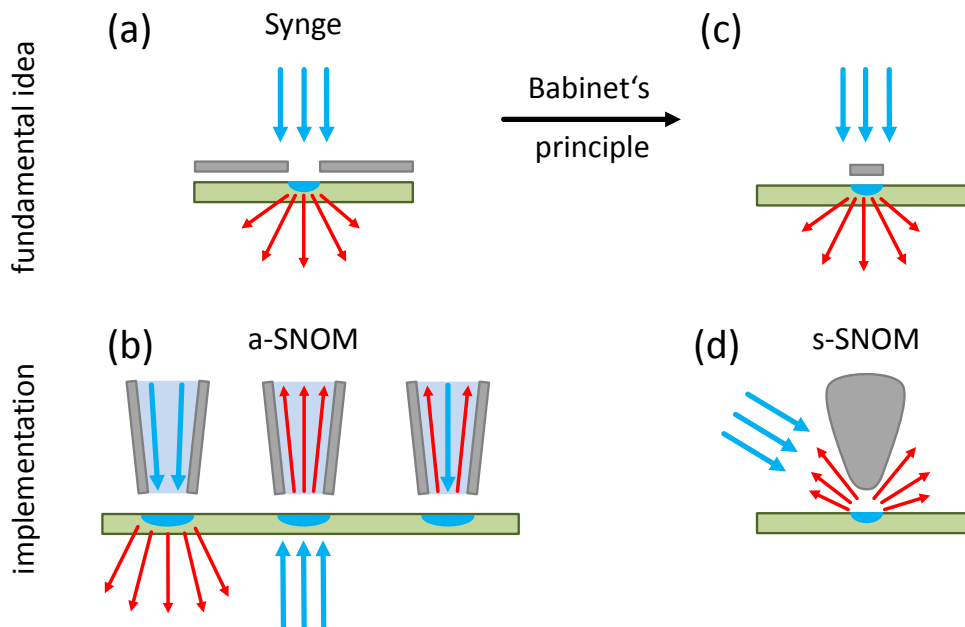 fundamental idea
(a)
Synge
Babinet‘s
principle
(c)
implementation
(b)
a-SNOM
(d)
s-SNOM